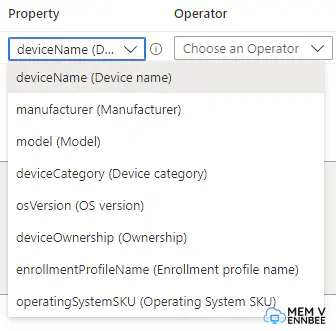 Property Operator
deviceName (D... Choose an Operator
deviceName (Device name)
manufacturer (Manufacturer)
model (Model)
deviceCategory (Device category)
osVersion (OS version)
deviceOwnership (Ownership)
enrollmentProfileName (Enrollment profile name)
operatingSystemSKU (Operating System SKU)
MEM V
ENNBEE